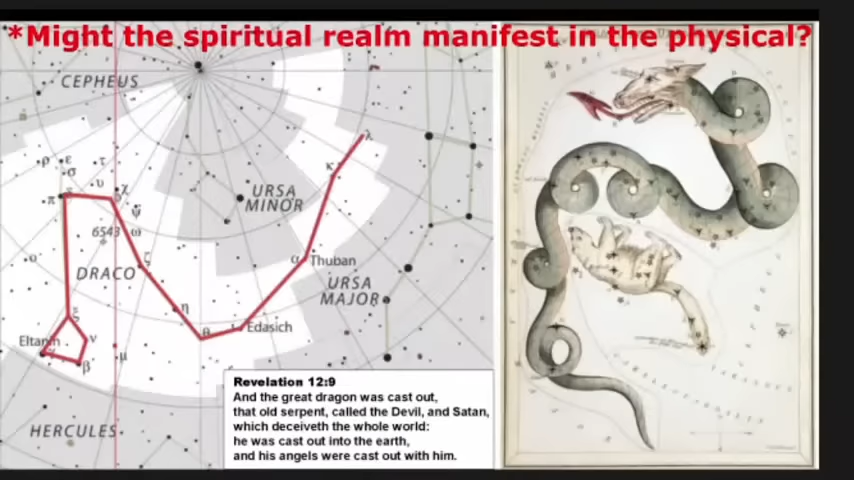 *Might the spiritual realm manifest in the physical?
CEPHEUS
ρ
ε
σ
τ
υ
π
χ
ψ
6543
ω
ο
DRACO
ζ
η
θ
Edasich
ξ
Eltanin
ν
β
μ
HERCULES
URSA
MINOR
λ
κ
α
Thuban
URSA
MAJOR
Revelation 12:9
And the great dragon was cast out,
that old serpent, called the Devil, and Satan,
which deceiveth the whole world:
he was cast out into the earth,
and his angels were cast out with him.